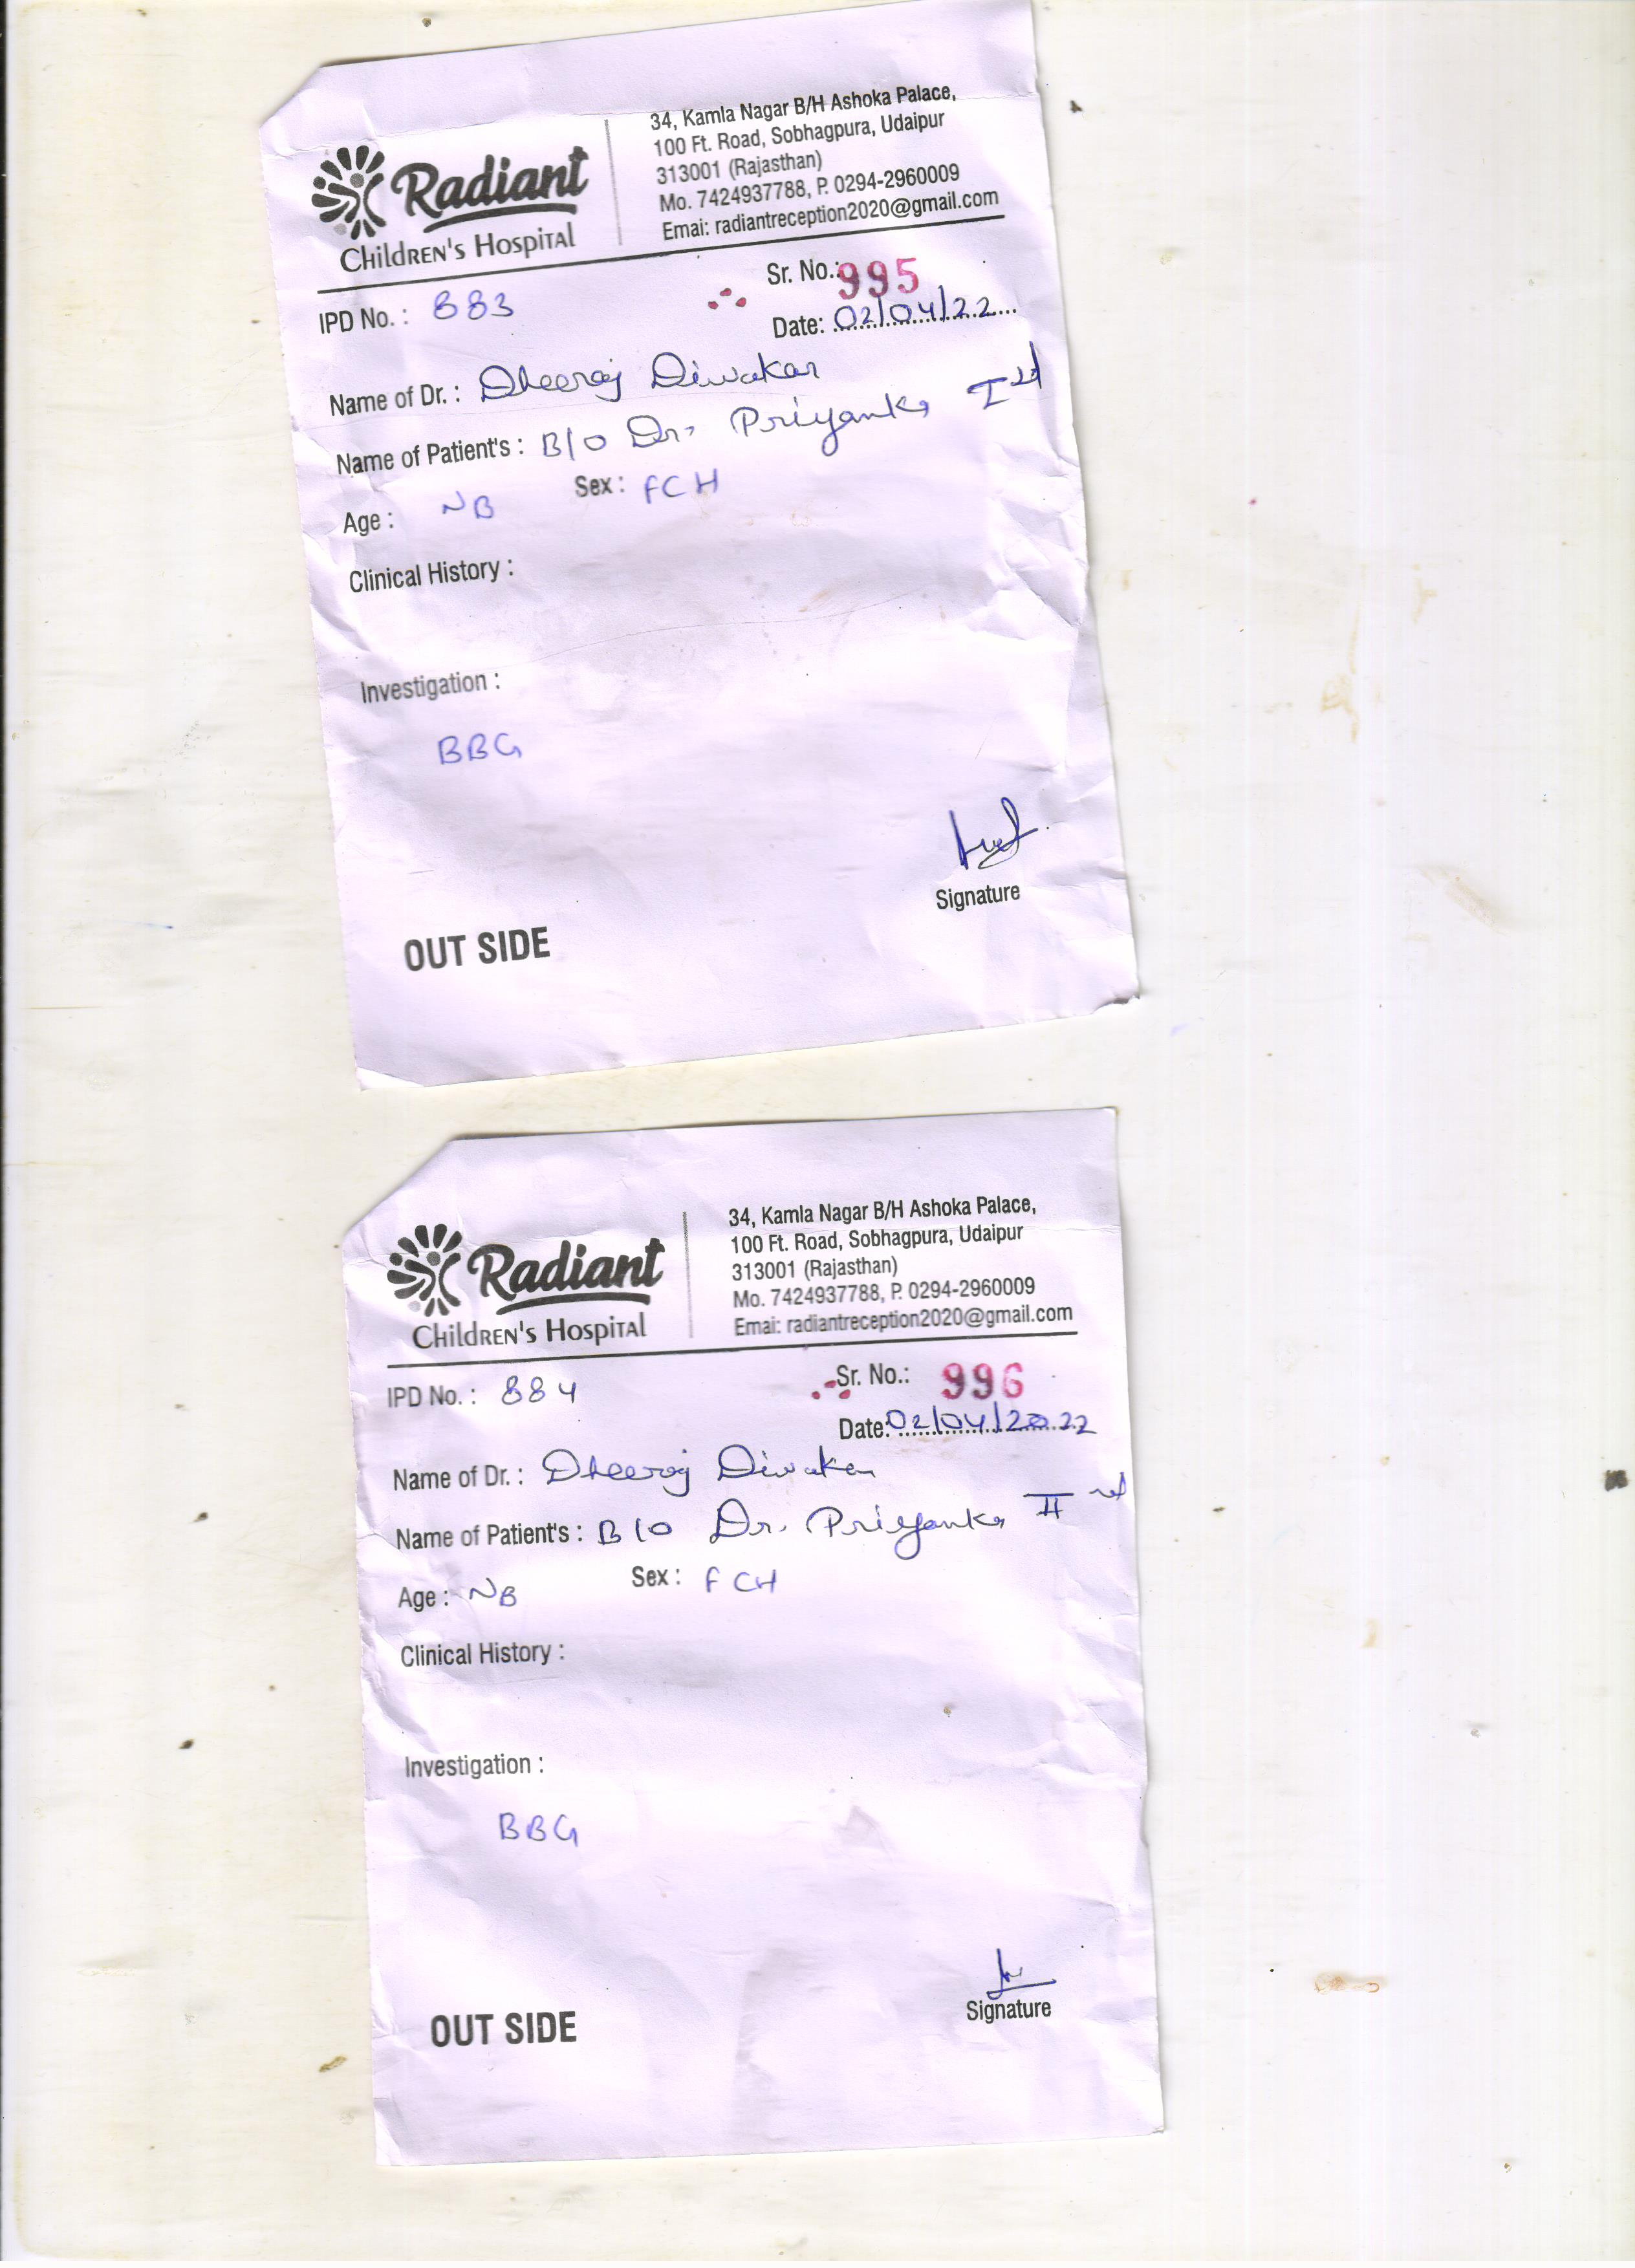 Radiant
Children's Hospital
34, Kamla Nagar B/H Ashoka Palace,
100 Ft. Road, Sobhagpura, Udaipur
313001 (Rajasthan)
Mo. 7424937788, P. 0294-2960009
Emai: radiantreception2020@gmail.com
IPD No. : 883
Sr. No.: 995
Date: 02/04/22
Name of Dr. : Dheeraj Diwakar
Name of Patient's : B/O Dr. Priyanka Ist
Age : NB Sex : FCH
Clinical History :
Investigation :
BBG
Signature
OUT SIDE
Radiant
Children's Hospital
34, Kamla Nagar B/H Ashoka Palace,
100 Ft. Road, Sobhagpura, Udaipur
313001 (Rajasthan)
Mo. 7424937788, P. 0294-2960009
Emai: radiantreception2020@gmail.com
IPD No. : 884
Sr. No.: 996
Date: 02/04/2022
Name of Dr. : Dheeraj Diwakar
Name of Patient's : B/O Dr. Priyanka II nd
Age : NB Sex : FCH
Clinical History :
Investigation :
BBG
Signature
OUT SIDE